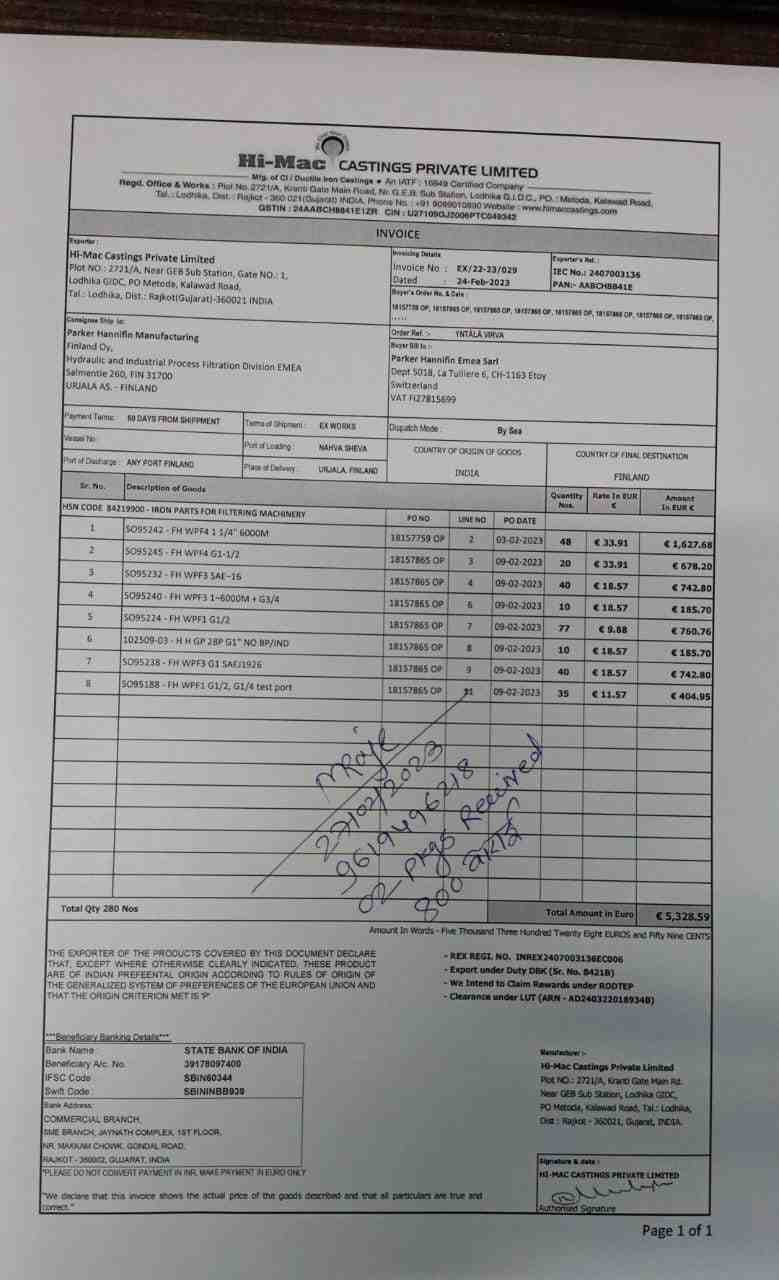 Hi-Mac CASTINGS PRIVATE LIMITED
Mfg. of CI / Ductile Iron Castings • An IATF : 16949 Certified Company
Regd. Office & Works : Plot No. 2721/A, Kranti Gate Main Road, Nr. G.E.B. Sub Station, Lodhika G.I.D.C., PO. : Metoda, Kalawad Road,
Tal. : Lodhika, Dist. : Rajkot - 360 021 (Gujarat) INDIA, Phone No. : +91 9099010890 Website : www.himaccastings.com
GSTIN : 24AABCH8841E1ZR CIN : U27109GJ2006PTC049342
INVOICE
Exporter :
Hi-Mac Castings Private Limited
Plot NO : 2721/A, Near GEB Sub Station, Gate NO.: 1,
Lodhika GIDC, PO Metoda, Kalawad Road,
Tal.: Lodhika, Dist.: Rajkot(Gujarat)-360021 INDIA
Invoicing Details
Invoice No : EX/22-23/029
Dated : 24-Feb-2023
Exporter's Ref. :
IEC No.: 2407003136
PAN:- AABCH8841E
Buyer's Order No. & Date :
18157759 OP, 18157865 OP, 18157865 OP, 18157865 OP, 18157865 OP, 18157865 OP, 18157865 OP, 18157865 OP,
Consignee Ship to:
Parker Hannifin Manufacturing
Finland Oy,
Hydraulic and Industrial Process Filtration Division EMEA
Salmentie 260, FIN 31700
URJALA AS. - FINLAND
Order Ref. :- YNTÄLÄ VIRVA
Buyer Bill to :-
Parker Hannifin Emea Sarl
Dept 5018, La Tuiliere 6, CH-1163 Etoy
Switzerland
VAT FI27815699
Payment Terms: 60 DAYS FROM SHIPPMENT
Terms of Shipment : EX WORKS
Dispatch Mode : By Sea
Vessel No :
Port of Loading : NAHVA SHEVA
COUNTRY OF ORIGIN OF GOODS
COUNTRY OF FINAL DESTINATION
Port of Discharge : ANY PORT FINLAND
Place of Delivery : URJALA, FINLAND
INDIA
FINLAND
Sr. No. Description of Goods Quantity Nos. Rate In EUR € Amount In EUR €
HSN CODE 84219900 - IRON PARTS FOR FILTERING MACHINERY PO NO LINE NO PO DATE
1 SO95242 - FH WPF4 1 1/4" 6000M 18157759 OP 2 03-02-2023 48 € 33.91 € 1,627.68
2 SO95245 - FH WPF4 G1-1/2 18157865 OP 3 09-02-2023 20 € 33.91 € 678.20
3 SO95232 - FH WPF3 SAE-16 18157865 OP 4 09-02-2023 40 € 18.57 € 742.80
4 SO95240 - FH WPF3 1~6000M + G3/4 18157865 OP 6 09-02-2023 10 € 18.57 € 185.70
5 SO95224 - FH WPF1 G1/2 18157865 OP 7 09-02-2023 77 € 9.88 € 760.76
6 102509-03 - H H GP 2BP G1" NO BP/IND 18157865 OP 8 09-02-2023 10 € 18.57 € 185.70
7 SO95238 - FH WPF3 G1 SAEJ1926 18157865 OP 9 09-02-2023 40 € 18.57 € 742.80
8 SO95188 - FH WPF1 G1/2, G1/4 test port 18157865 OP 11 09-02-2023 35 € 11.57 € 404.95
27/02/2023
9619496218
02 Pkgs Received
800
Total Qty 280 Nos
Total Amount in Euro € 5,328.59
Amount In Words - Five Thousand Three Hundred Twenty Eight EUROS and Fifty Nine CENTS
THE EXPORTER OF THE PRODUCTS COVERED BY THIS DOCUMENT DECLARE
THAT, EXCEPT WHERE OTHERWISE CLEARLY INDICATED, THESE PRODUCT
ARE OF INDIAN PREFEENTAL ORIGIN ACCORDING TO RULES OF ORIGIN OF
THE GENERALIZED SYSTEM OF PREFERENCES OF THE EUROPEAN UNION AND
THAT THE ORIGIN CRITERION MET IS 'P'
- REX REGI. NO. INREX2407003136EC006
- Export under Duty DBK (Sr. No. 8421B)
- We Intend to Claim Rewards under RODTEP
- Clearance under LUT (ARN - AD240322018934B)
***Beneficiary Banking Details***
Bank Name : STATE BANK OF INDIA
Beneficiary A/c. No. 39178097400
IFSC Code SBIN60344
Swift Code : SBININBB939
Bank Address:
COMMERCIAL BRANCH,
SME BRANCH, JAYNATH COMPLEX, 1ST FLOOR,
NR. MAKKAM CHOWK, GONDAL ROAD,
RAJKOT - 360002, GUJARAT, INDIA
*PLEASE DO NOT CONVERT PAYMENT IN INR, MAKE PAYMENT IN EURO ONLY
Manufacturer :-
Hi-Mac Castings Private Limited
Plot NO.: 2721/A, Kranti Gate Main Rd.
Near GEB Sub Station, Lodhika GIDC,
PO Metoda, Kalawad Road, Tal.: Lodhika,
Dist : Rajkot - 360021, Gujarat, INDIA.
Signature & date :
HI-MAC CASTINGS PRIVATE LIMITED
Authorised Signature
"We declare that this invoice shows the actual price of the goods described and that all particulars are true and
correct."
Page 1 of 1